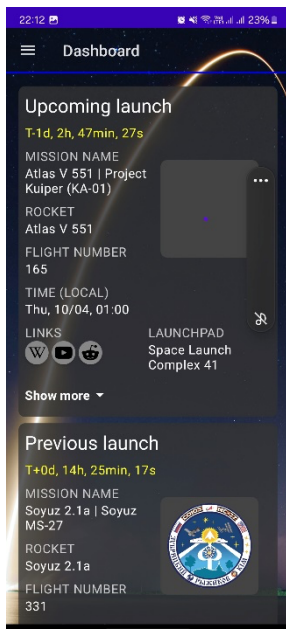 22:12
23%
Dashboard
Upcoming launch
T-1d, 2h, 47min, 27s
MISSION NAME
Atlas V 551 | Project
Kuiper (KA-01)
ROCKET
Atlas V 551
FLIGHT NUMBER
165
TIME (LOCAL)
Thu, 10/04, 01:00
LINKS
W
LAUNCHPAD
Space Launch
Complex 41
Show more
Previous launch
T+0d, 14h, 25min, 17s
MISSION NAME
Soyuz 2.1a | Soyuz
MS-27
ROCKET
Soyuz 2.1a
FLIGHT NUMBER
331